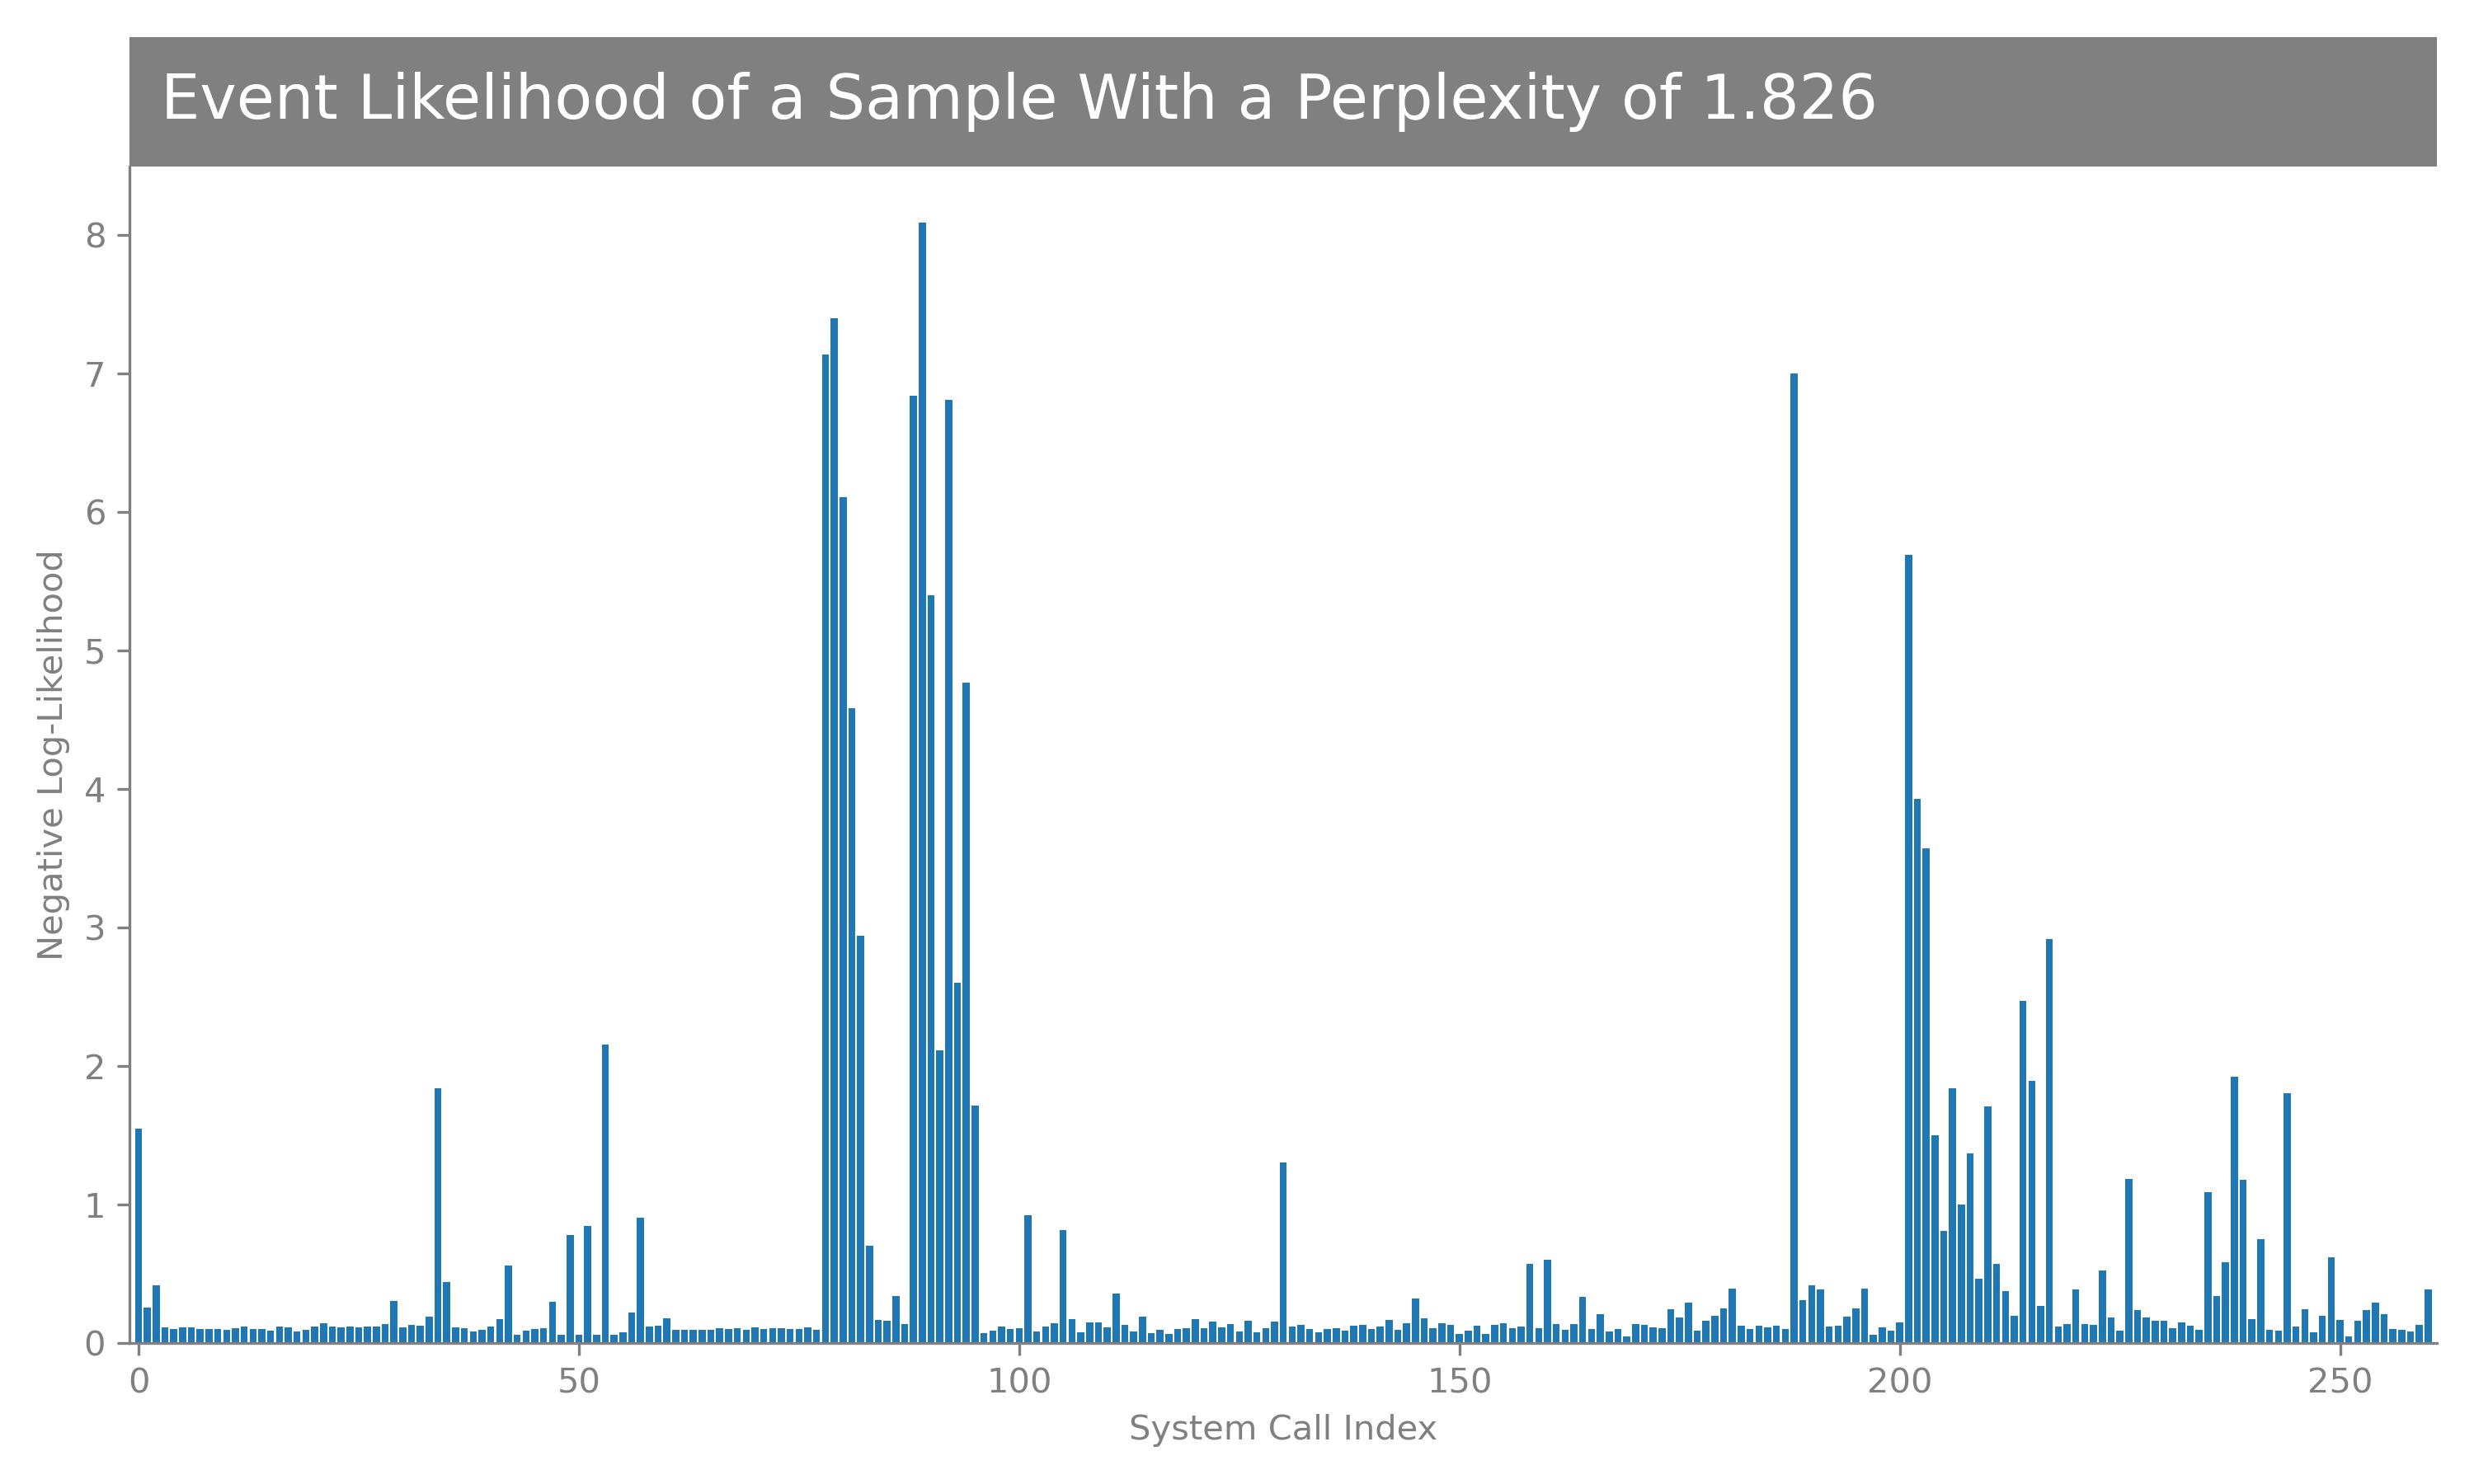 Event Likelihood of a Sample With a Perplexity of 1.826
8
7
6
5
4
3
2
1
0
Negative Log-Likelihood
0 50 100 150 200 250
System Call Index